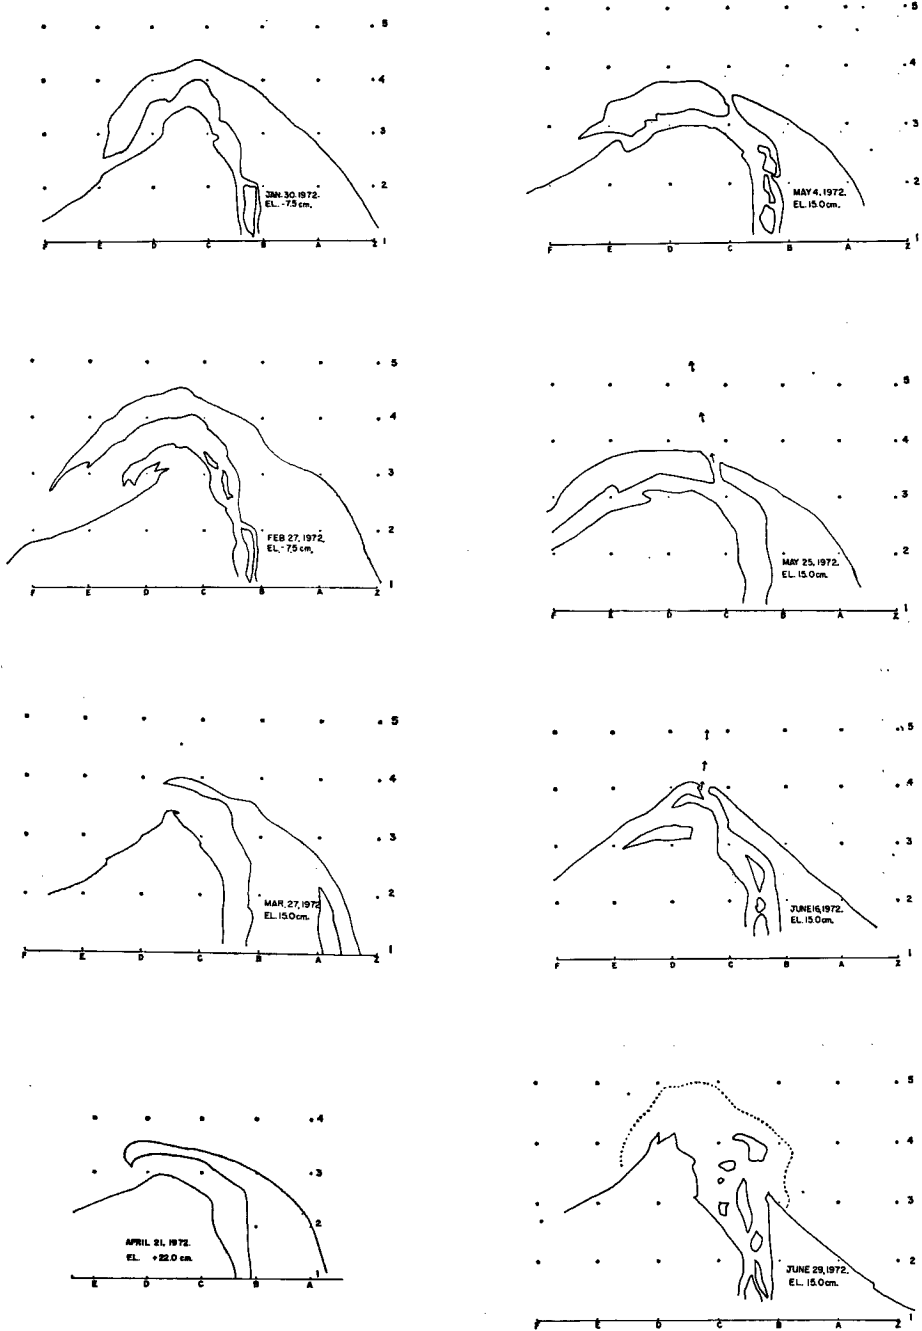 5
4
3
2
JAN. 30, 1972.
EL. -7.5 cm.
1
F E D C B A Z
5
4
3
2
FEB 27, 1972.
EL. -7.5 cm.
1
F E D C B A Z
5
4
3
2
MAR. 27, 1972
EL. 15.0 cm.
1
F E D C B A Z
4
3
2
APRIL 21, 1972.
EL. +22.0 cm.
1
E D C B A
5
4
3
2
MAY 4, 1972.
EL. 15.0 cm.
1
F E D C B A Z
5
4
3
2
MAY 25, 1972.
EL. 15.0 cm.
1
F E D C B A Z
5
4
3
2
JUNE 16, 1972.
EL. 15.0 cm.
1
F E D C B A Z
5
4
3
2
JUNE 29, 1972.
EL. 15.0 cm.
1
F E D C B A Z